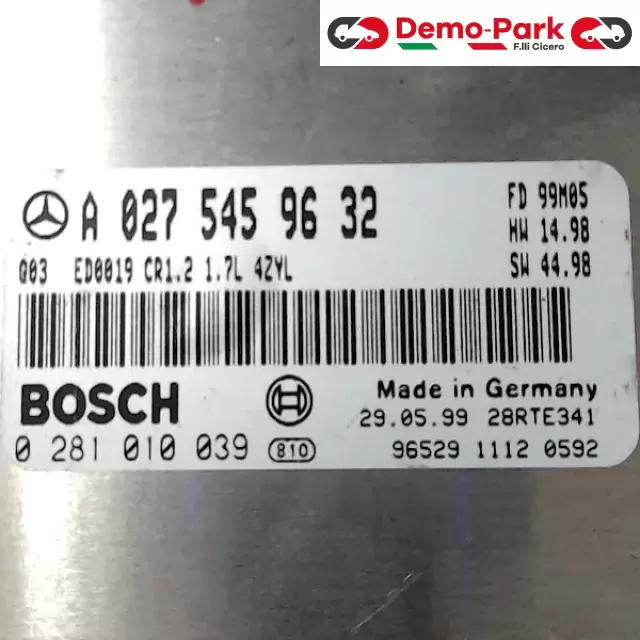 Demo-Park
F.lli Cicero
A 027 545 96 32
FD 99M05
HW 14.98
Q03 ED0019 CR1.2 1.7L 4ZYL
SW 44.98
BOSCH
Made in Germany
29.05.99 28RTE341
0 281 010 039 810
96529 1112 0592